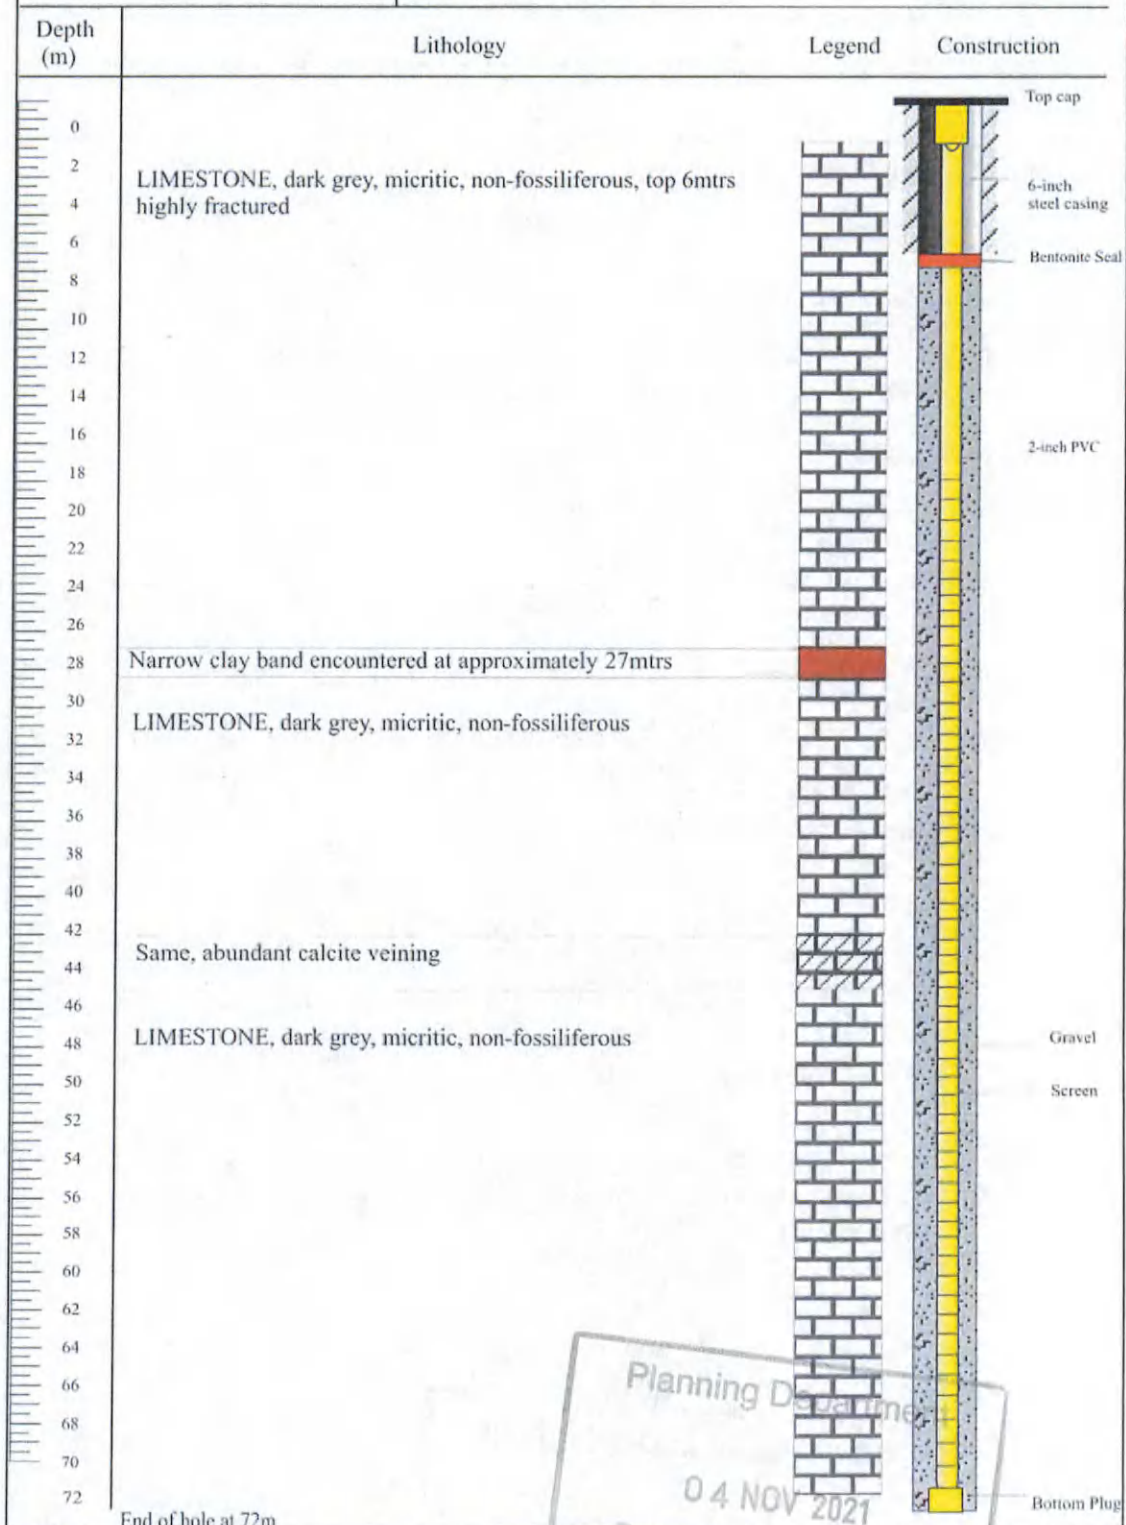 Depth
(m)
Lithology
Legend
Construction
Top cap
0
2
LIMESTONE, dark grey, micritic, non-fossiliferous, top 6mtrs
highly fractured
4
6-inch
steel casing
6
Bentonite Seal
8
10
12
14
16
2-inch PVC
18
20
22
24
26
28
Narrow clay band encountered at approximately 27mtrs
30
LIMESTONE, dark grey, micritic, non-fossiliferous
32
34
36
38
40
42
Same, abundant calcite veining
44
46
LIMESTONE, dark grey, micritic, non-fossiliferous
48
Gravel
50
Screen
52
54
56
58
60
62
64
Planning Department
66
68
70
72
04 NOV 2021
Bottom Plug
End of hole at 72m